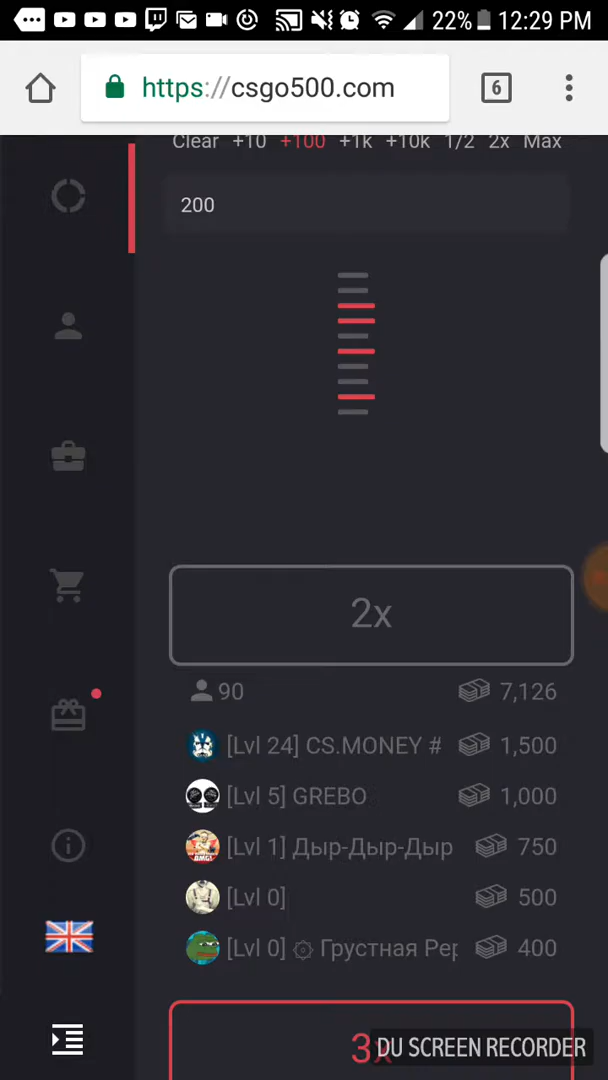 22% 12:29 PM
https://csgo500.com
6
Clear +10 +100 +1k +10k 1/2 2x Max
200
2x
90 7,126
[Lvl 24] CS.MONEY # 1,500
[Lvl 5] GREBO 1,000
[Lvl 1] Дыр-Дыр-Дыр 750
[Lvl 0] 500
[Lvl 0] ۞ Грустная Рер 400
3x
DU SCREEN RECORDER